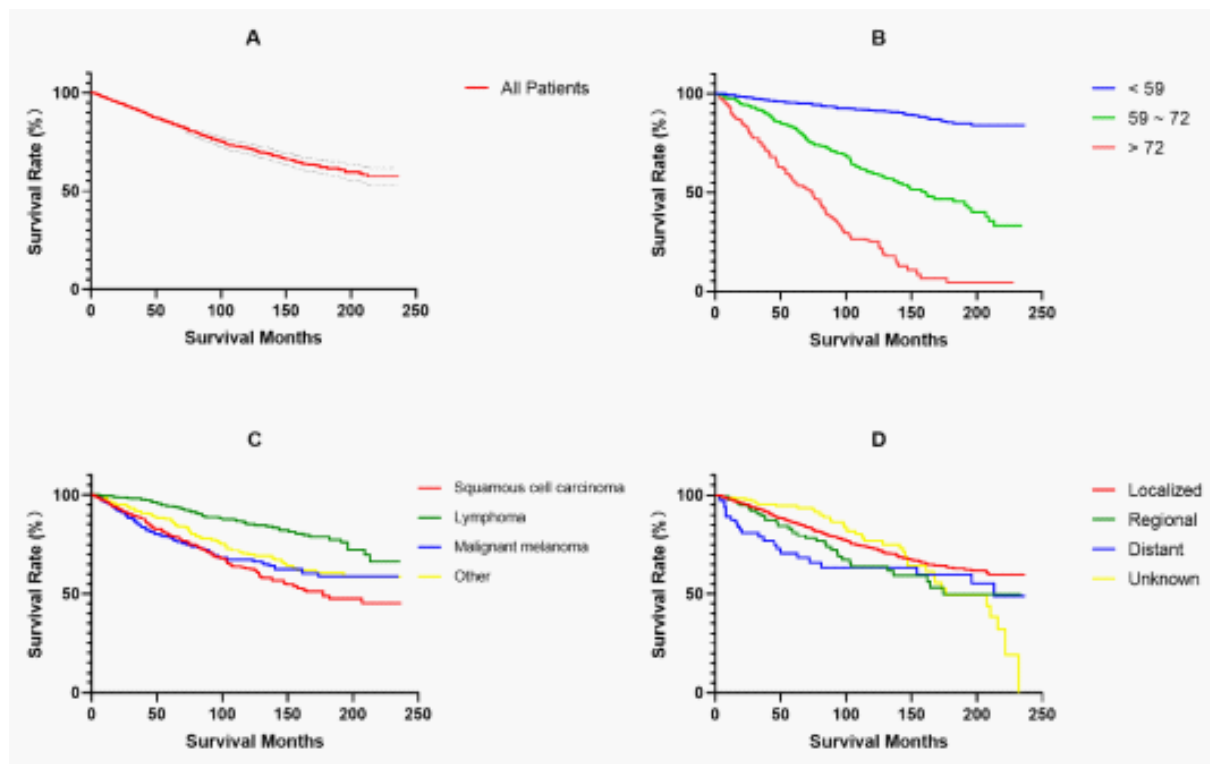 A
Survival Rate (%)
100
50
0
0 50 100 150 200 250
Survival Months
All Patients
B
Survival Rate (%)
100
50
0
0 50 100 150 200 250
Survival Months
< 59
59 ~ 72
> 72
C
Survival Rate (%)
100
50
0
0 50 100 150 200 250
Survival Months
Squamous cell carcinoma
Lymphoma
Malignant melanoma
Other
D
Survival Rate (%)
100
50
0
0 50 100 150 200 250
Survival Months
Localized
Regional
Distant
Unknown